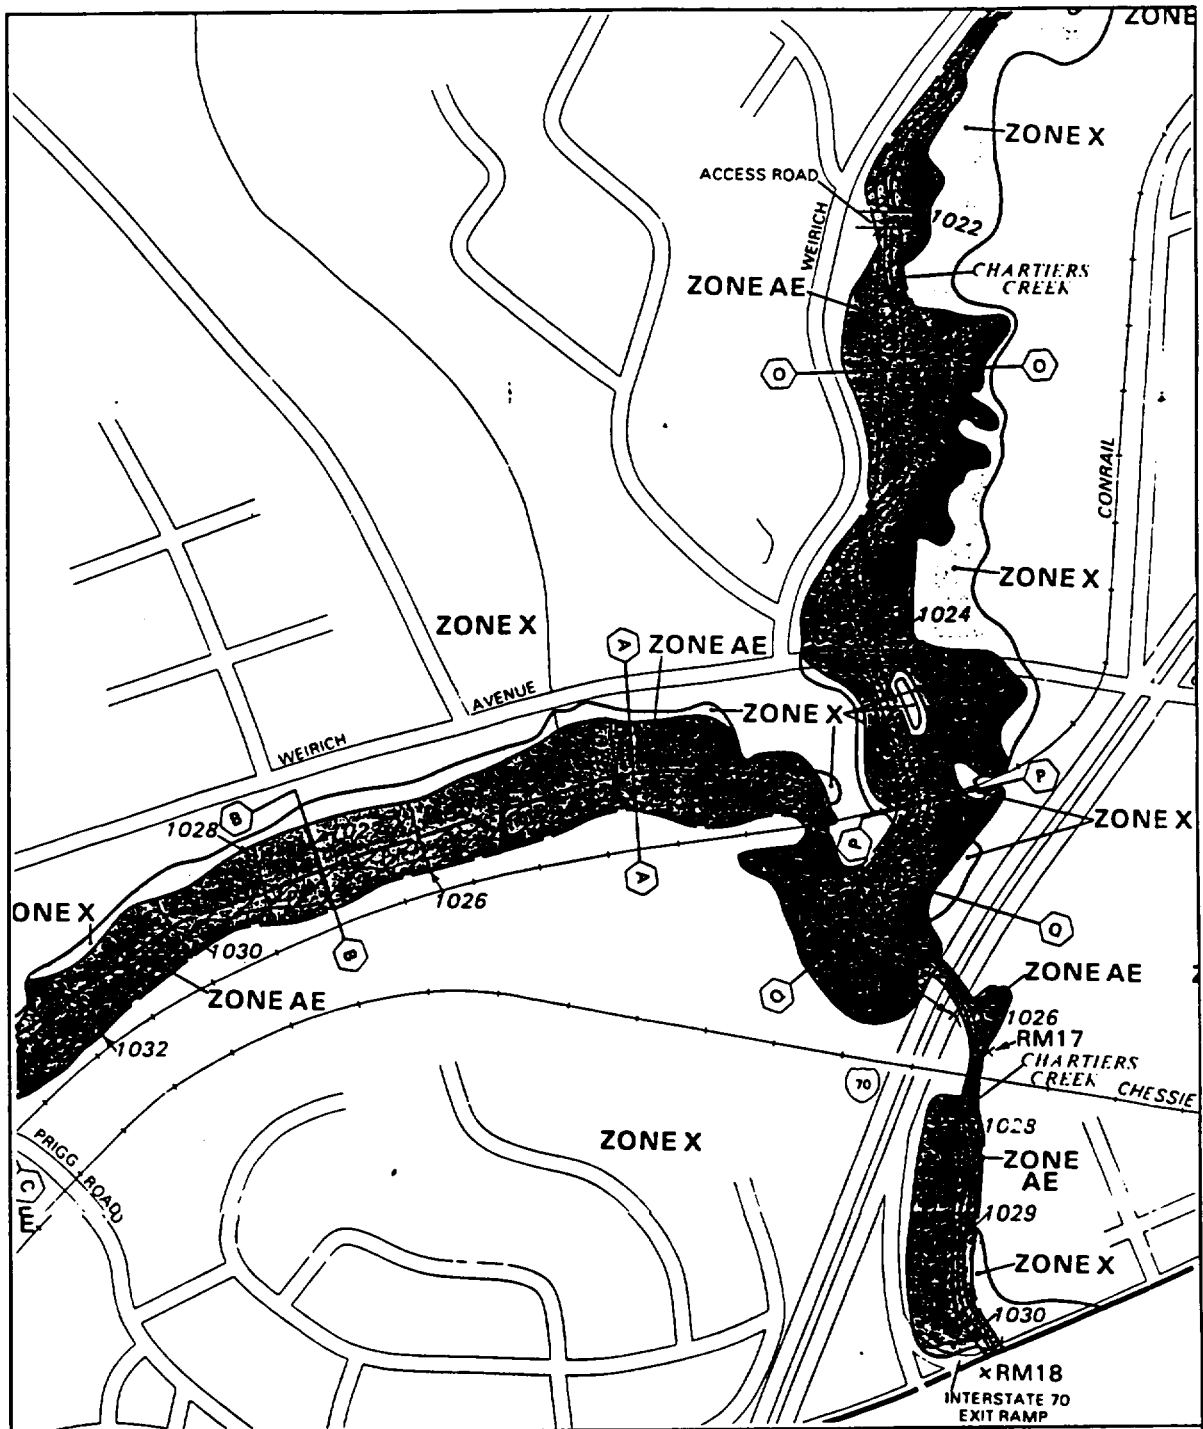 ZONE
ZONE X
ACCESS ROAD
1022
WEIRICH
CHARTIERS
CREEK
ZONE AE
O
O
CONRAIL
ZONE X
1024
ZONE X
A
ZONE AE
AVENUE
ZONE X
WEIRICH
P
B
1028
ZONE X
P
A
1026
ONE X
O
1030
B
ZONE AE
ZONE AE
O
1026
RM17
1032
CHARTIERS
CREEK
CHESSIE
70
1028
PRIGG ROAD
ZONE X
ZONE
AE
C
1029
ZONE X
1030
x RM18
INTERSTATE 70
EXIT RAMP